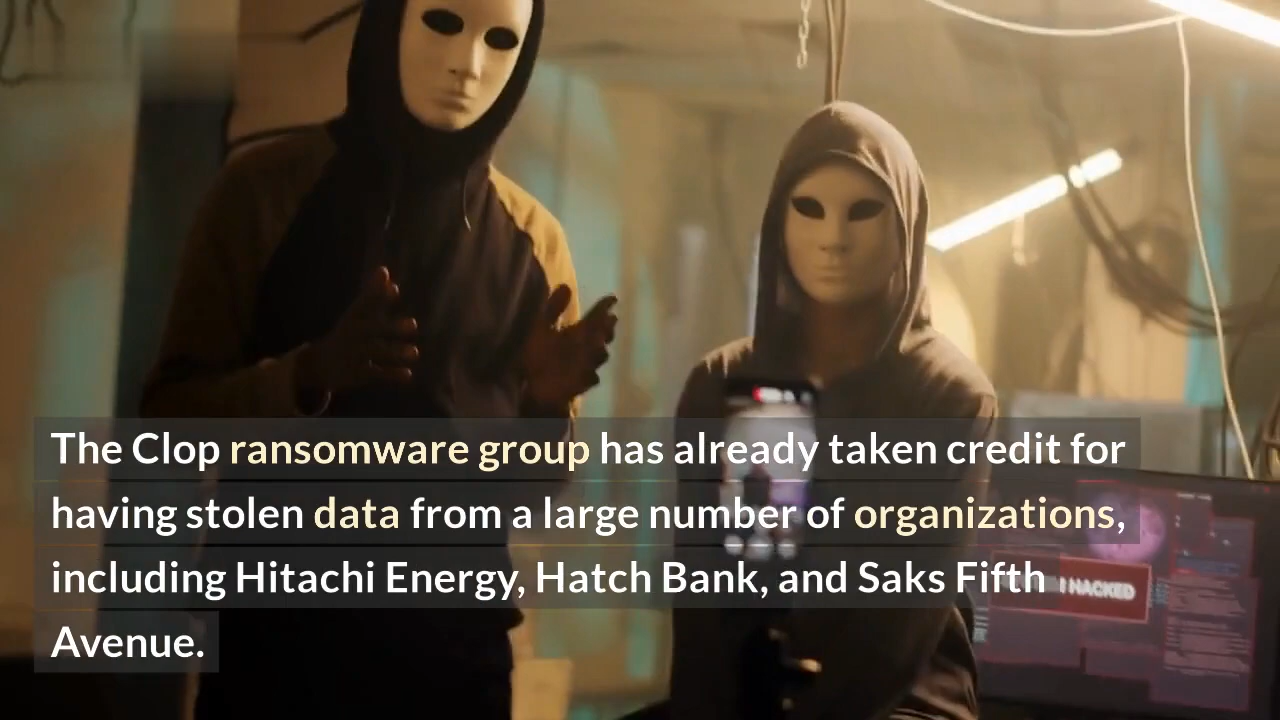 The Clop ransomware group has already taken credit for
having stolen data from a large number of organizations,
including Hitachi Energy, Hatch Bank, and Saks Fifth
Avenue.
HACKED